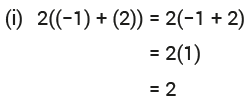 (i) 2((−1) + (2)) = 2(−1 + 2)
= 2(1)
= 2